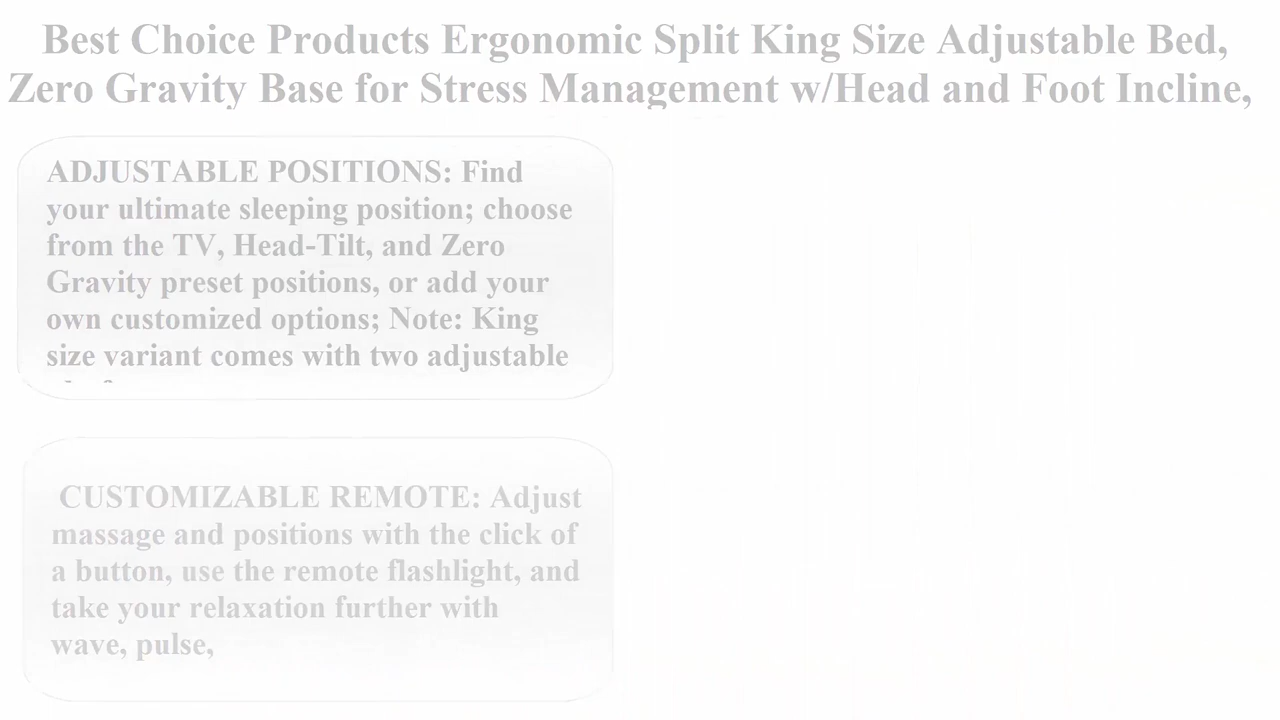 Best Choice Products Ergonomic Split King Size Adjustable Bed,
Zero Gravity Base for Stress Management w/Head and Foot Incline,
ADJUSTABLE POSITIONS: Find
your ultimate sleeping position; choose
from the TV, Head-Tilt, and Zero
Gravity preset positions, or add your
own customized options; Note: King
size variant comes with two adjustable
CUSTOMIZABLE REMOTE: Adjust
massage and positions with the click of
a button, use the remote flashlight, and
take your relaxation further with
wave, pulse,